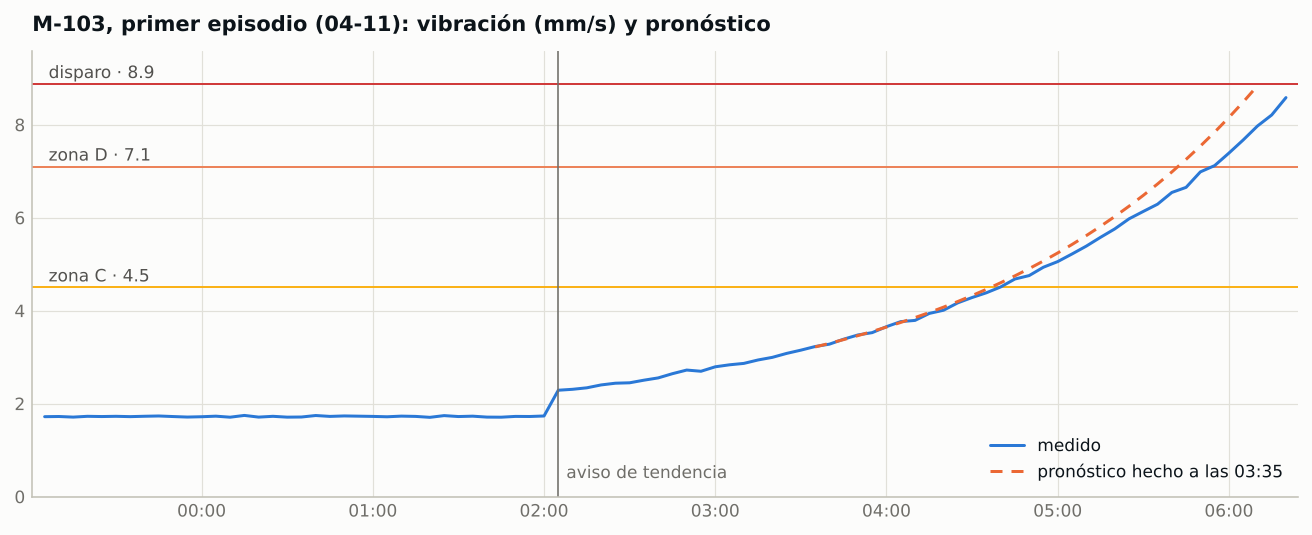 M-103, primer episodio (04-11): vibración (mm/s) y pronóstico
disparo · 8.9
8
zona D · 7.1
6
zona C · 4.5
4
2
medido
aviso de tendencia
pronóstico hecho a las 03:35
0
00:00
01:00
02:00
03:00
04:00
05:00
06:00